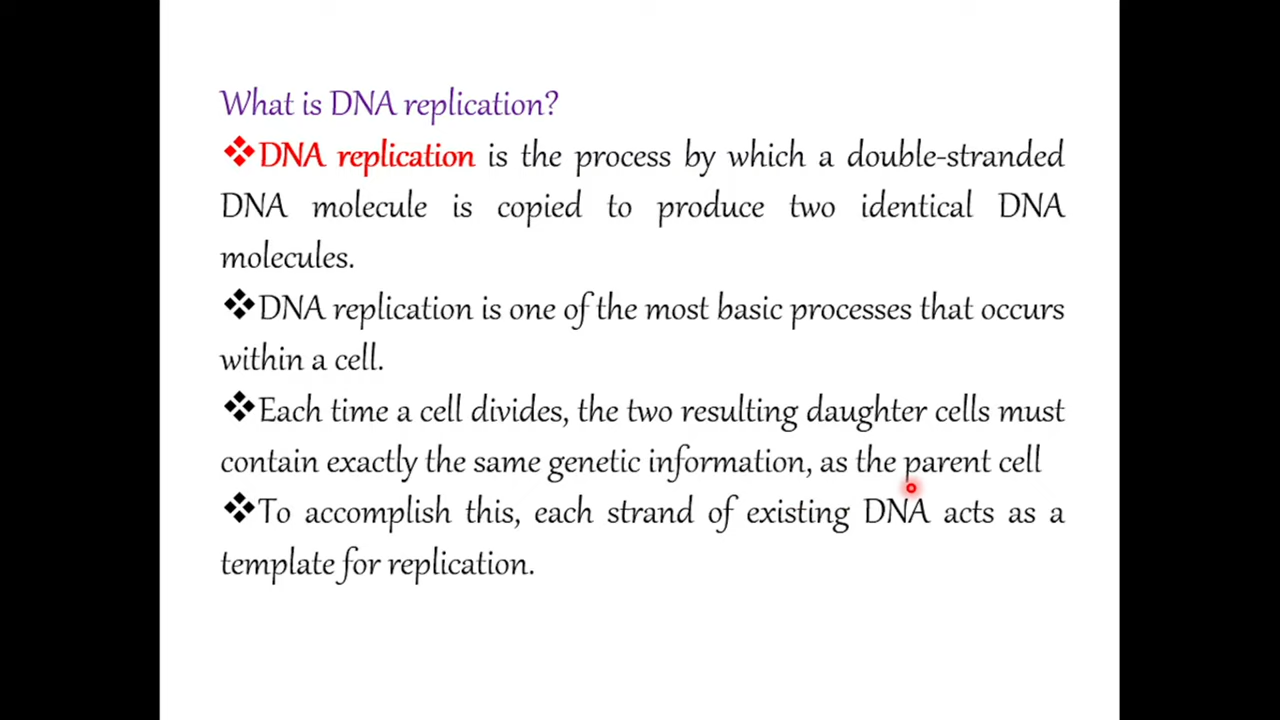 What is DNA replication?
❖DNA replication is the process by which a double-stranded
DNA molecule is copied to produce two identical DNA
molecules.
❖DNA replication is one of the most basic processes that occurs
within a cell.
❖Each time a cell divides, the two resulting daughter cells must
contain exactly the same genetic information, as the parent cell
❖To accomplish this, each strand of existing DNA acts as a
template for replication.